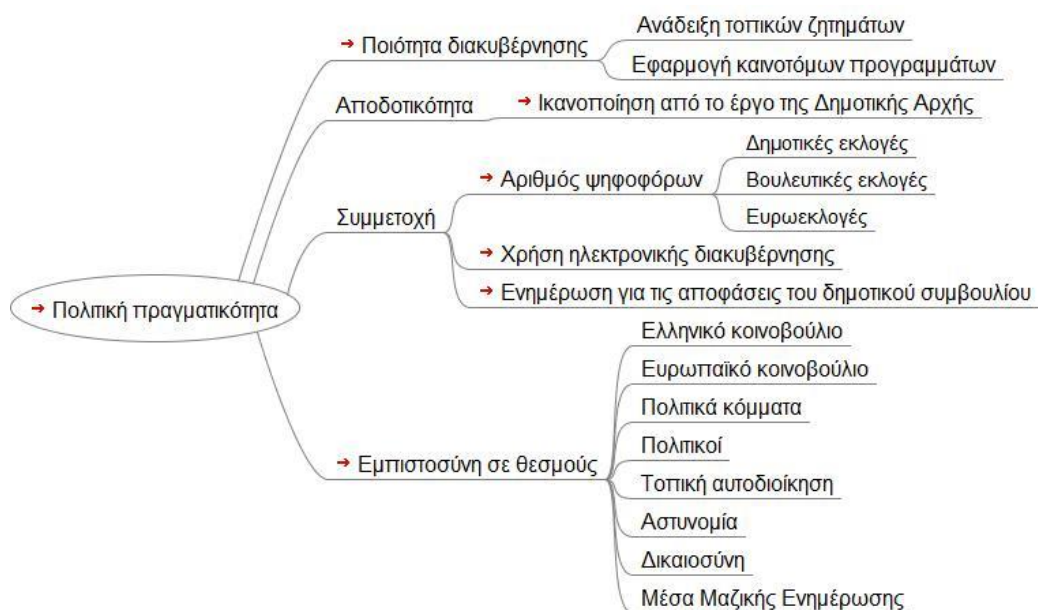 Πολιτική πραγματικότητα
Ποιότητα διακυβέρνησης
Ανάδειξη τοπικών ζητημάτων
Εφαρμογή καινοτόμων προγραμμάτων
Αποδοτικότητα
Ικανοποίηση από το έργο της Δημοτικής Αρχής
Συμμετοχή
Αριθμός ψηφοφόρων
Δημοτικές εκλογές
Βουλευτικές εκλογές
Ευρωεκλογές
Χρήση ηλεκτρονικής διακυβέρνησης
Ενημέρωση για τις αποφάσεις του δημοτικού συμβουλίου
Εμπιστοσύνη σε θεσμούς
Ελληνικό κοινοβούλιο
Ευρωπαϊκό κοινοβούλιο
Πολιτικά κόμματα
Πολιτικοί
Τοπική αυτοδιοίκηση
Αστυνομία
Δικαιοσύνη
Μέσα Μαζικής Ενημέρωσης